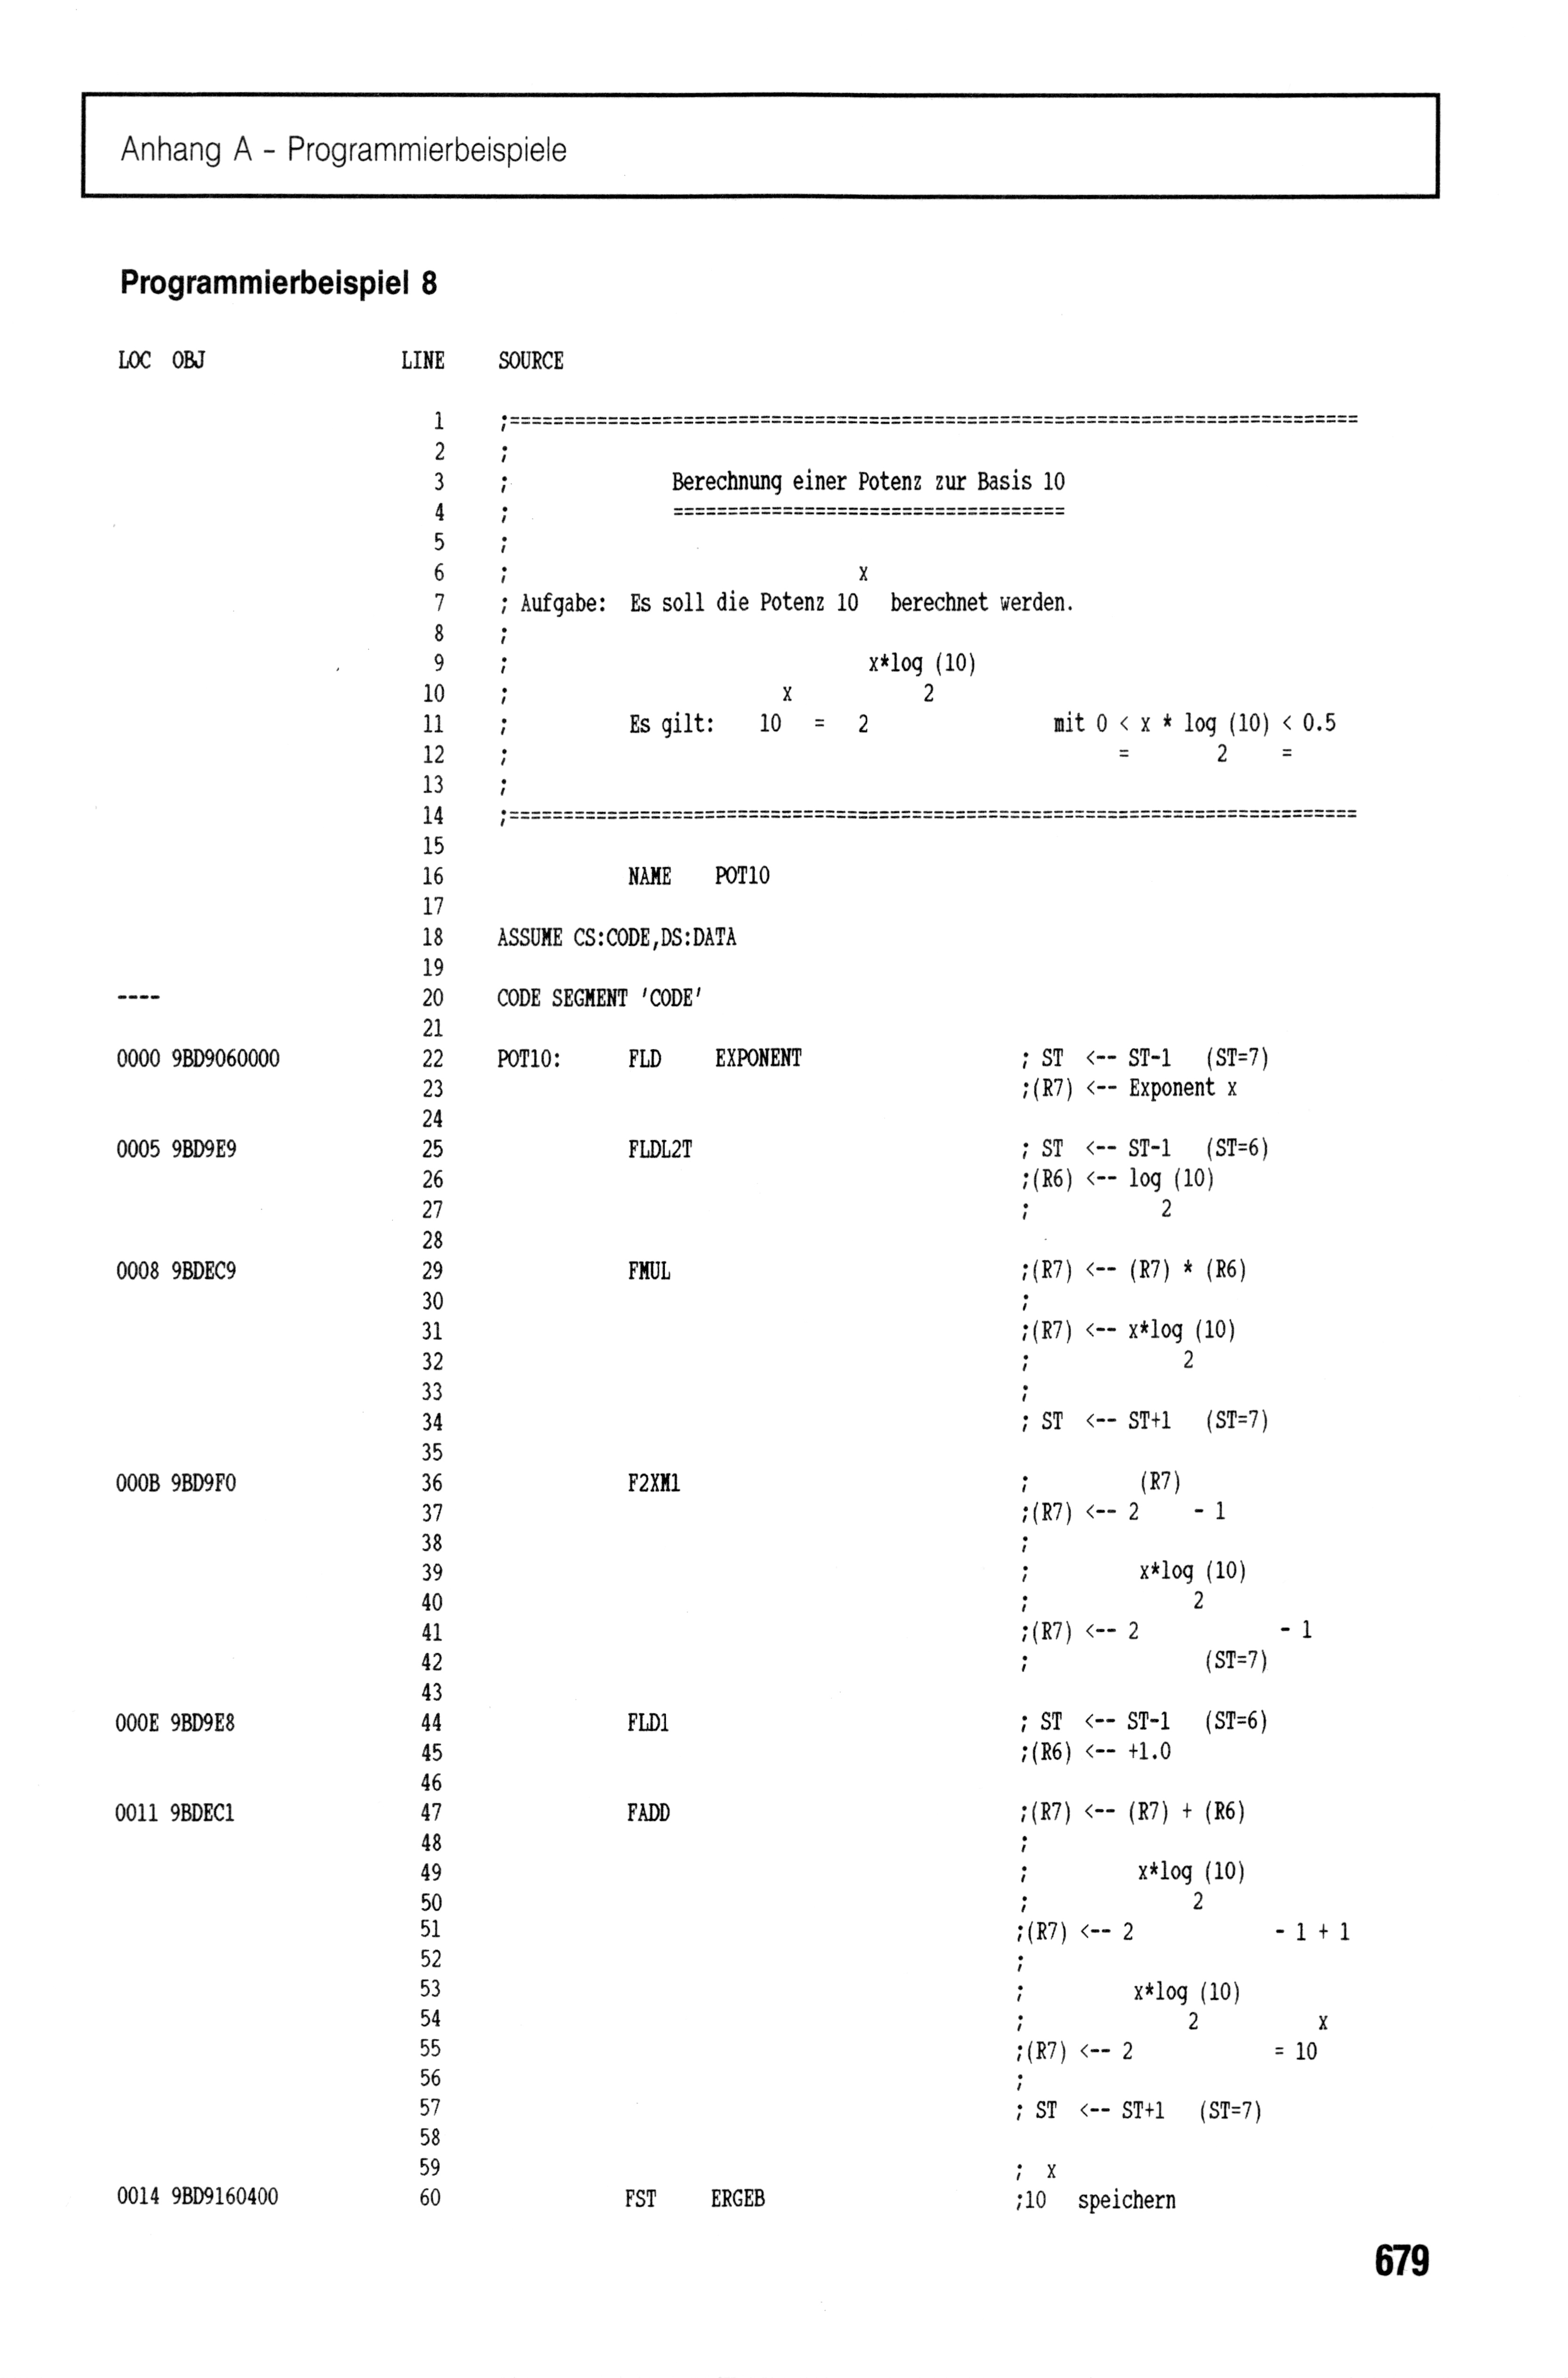 Anhang A - Programmierbeispiele
Programmierbeispiel 8
LOC  OBJ                  LINE     SOURCE
                             1     ;==============================================================================
                             2     ;
                             3     ;               Berechnung einer Potenz zur Basis 10
                             4     ;               ====================================
                             5     ;
                             6     ;                                x
                             7     ; Aufgabe:  Es soll die Potenz 10   berechnet werden.
                             8     ;
                             9     ;                                 x*log (10)
                            10     ;                         x            2
                            11     ;           Es gilt:    10   =   2                 mit 0 < x * log (10) < 0.5
                            12     ;                                                        =        2     =
                            13     ;
                            14     ;==============================================================================
                            15
                            16                 NAME    POT10
                            17
                            18     ASSUME CS:CODE,DS:DATA
                            19
----                        20     CODE SEGMENT 'CODE'
                            21
0000 9BD9060000             22     POT10:      FLD     EXPONENT                    ; ST  <-- ST-1   (ST=7)
                            23                                                     ;(R7) <-- Exponent x
                            24
0005 9BD9E9                 25                 FLDL2T                              ; ST  <-- ST-1   (ST=6)
                            26                                                     ;(R6) <-- log (10)
                            27                                                     ;            2
                            28
0008 9BDEC9                 29                 FMUL                                ;(R7) <-- (R7) * (R6)
                            30                                                     ;
                            31                                                     ;(R7) <-- x*log (10)
                            32                                                     ;              2
                            33                                                     ;
                            34                                                     ; ST  <-- ST+1   (ST=7)
                            35
000B 9BD9F0                 36                 F2XM1                               ;          (R7)
                            37                                                     ;(R7) <-- 2     - 1
                            38                                                     ;
                            39                                                     ;          x*log (10)
                            40                                                     ;               2
                            41                                                     ;(R7) <-- 2             - 1
                            42                                                     ;                (ST=7)
                            43
000E 9BD9E8                 44                 FLD1                                ; ST  <-- ST-1   (ST=6)
                            45                                                     ;(R6) <-- +1.0
                            46
0011 9BDEC1                 47                 FADD                                ;(R7) <-- (R7) + (R6)
                            48                                                     ;
                            49                                                     ;          x*log (10)
                            50                                                     ;               2
                            51                                                     ;(R7) <-- 2             - 1 + 1
                            52                                                     ;
                            53                                                     ;          x*log (10)
                            54                                                     ;               2           x
                            55                                                     ;(R7) <-- 2             = 10
                            56                                                     ;
                            57                                                     ; ST  <-- ST+1   (ST=7)
                            58
                            59                                                     ;  x
0014 9BD9160400             60                 FST     ERGEB                       ;10   speichern
679